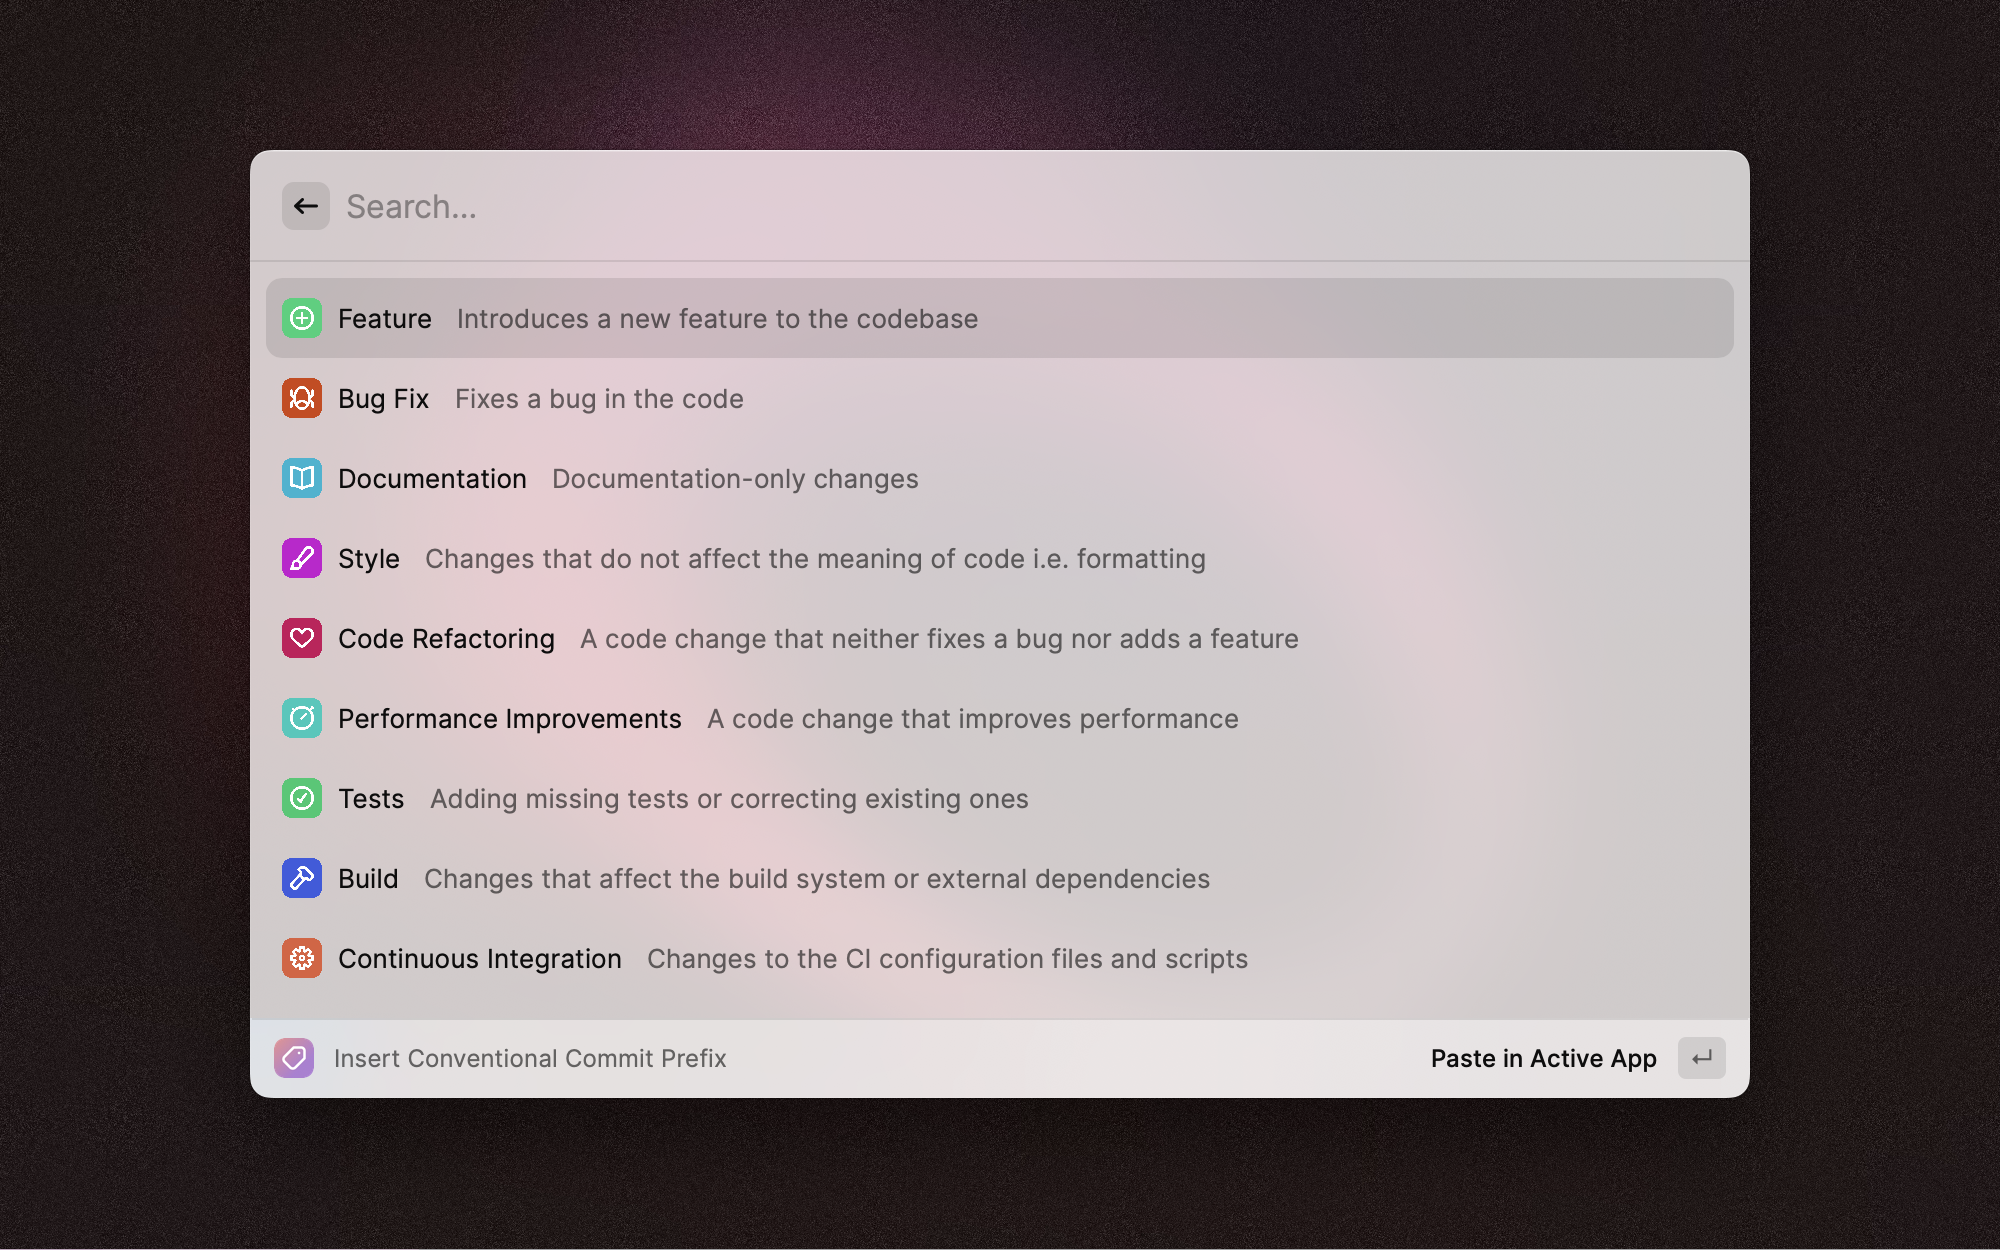 Search...
Feature Introduces a new feature to the codebase
Bug Fix Fixes a bug in the code
Documentation Documentation-only changes
Style Changes that do not affect the meaning of code i.e. formatting
Code Refactoring A code change that neither fixes a bug nor adds a feature
Performance Improvements A code change that improves performance
Tests Adding missing tests or correcting existing ones
Build Changes that affect the build system or external dependencies
Continuous Integration Changes to the CI configuration files and scripts
Insert Conventional Commit Prefix Paste in Active App